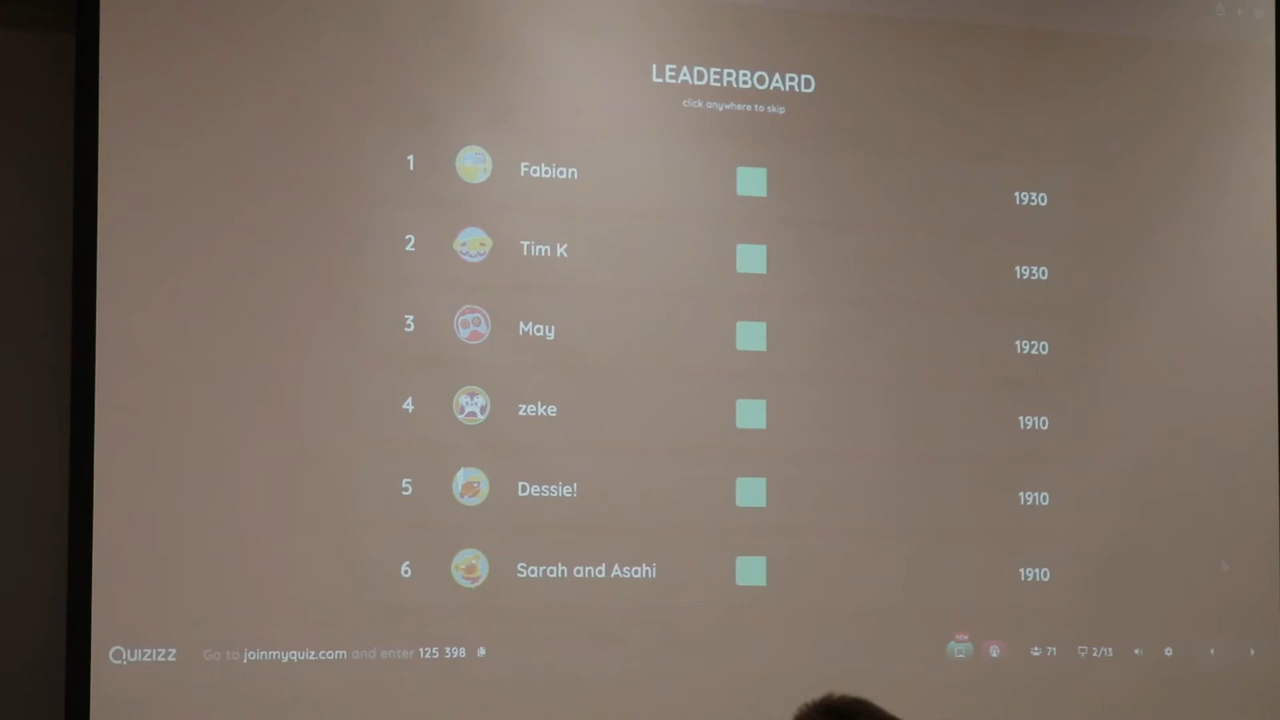 LEADERBOARD
click anywhere to skip
1 Fabian 1930
2 Tim K 1930
3 May 1920
4 zeke 1910
5 Dessie! 1910
6 Sarah and Asahi 1910
QUIZIZZ Go to joinmyquiz.com and enter 125 398 NEW 71 2/13